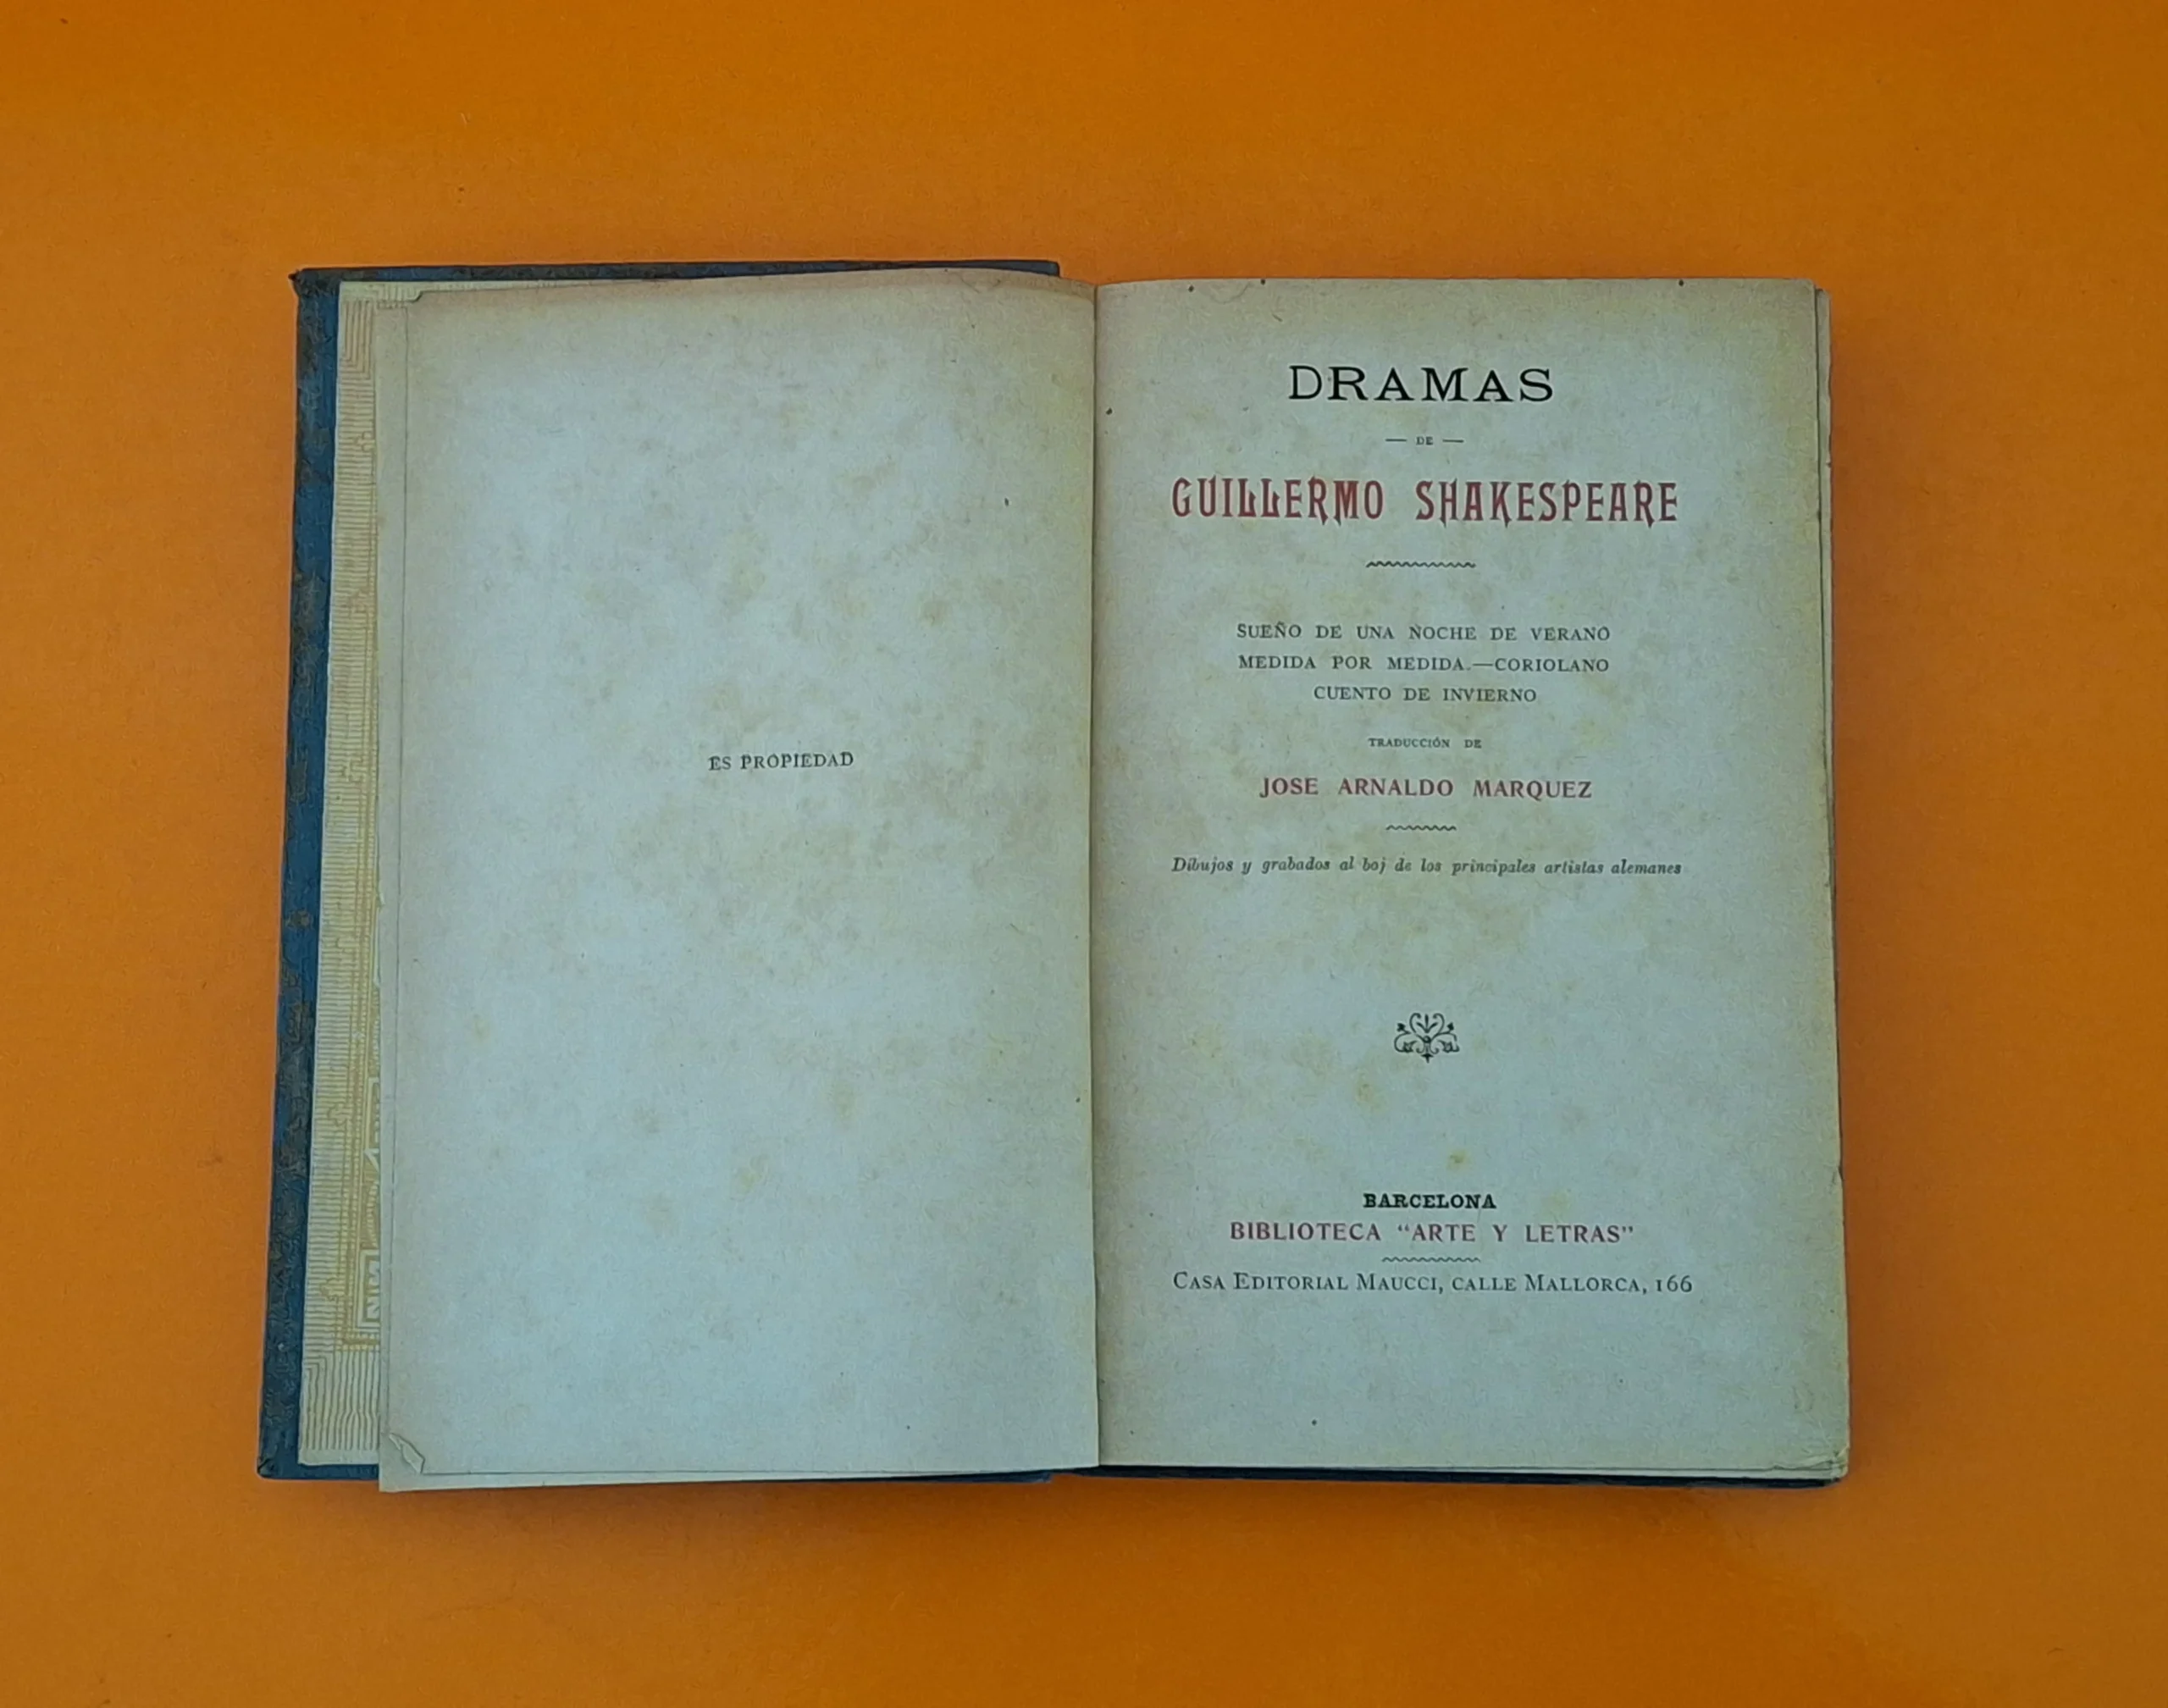 ES PROPIEDAD
DRAMAS
— DE —
GUILLERMO SHAKESPEARE
SUEÑO DE UNA NOCHE DE VERANO
MEDIDA POR MEDIDA.—CORIOLANO
CUENTO DE INVIERNO
TRADUCCIÓN DE
JOSE ARNALDO MARQUEZ
Dibujos y grabados al boj de los principales artistas alemanes
BARCELONA
BIBLIOTECA "ARTE Y LETRAS"
CASA EDITORIAL MAUCCI, CALLE MALLORCA, 166